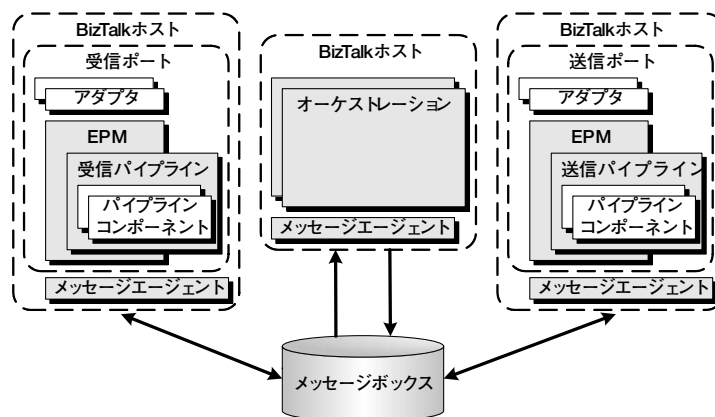 BizTalkホスト
受信ポート
アダプタ
EPM
受信パイプライン
パイプライン
コンポーネント
メッセージエージェント
BizTalkホスト
オーケストレーション
メッセージエージェント
BizTalkホスト
送信ポート
アダプタ
EPM
送信パイプライン
パイプライン
コンポーネント
メッセージエージェント
メッセージボックス